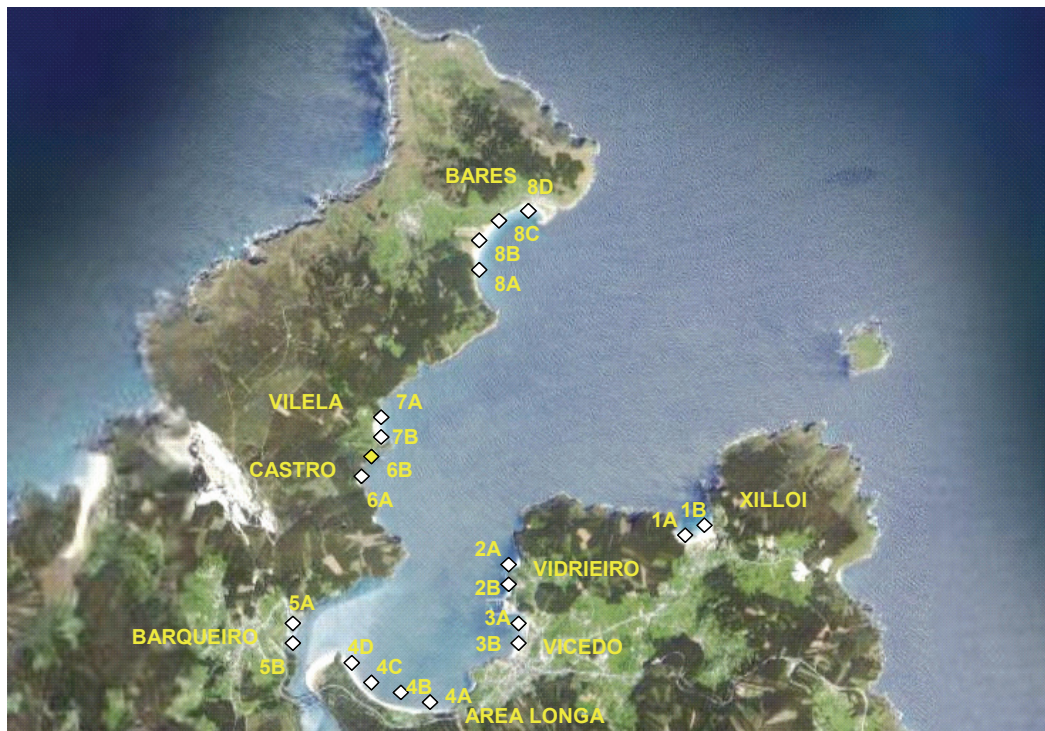 BARES
8D
8C
8B
8A
VILELA
7A
7B
CASTRO
6B
6A
XILLOI
1B
1A
2A
VIDRIEIRO
2B
5A
3A
BARQUEIRO
3B
VICEDO
4D
5B
4C
4B
4A
AREA LONGA